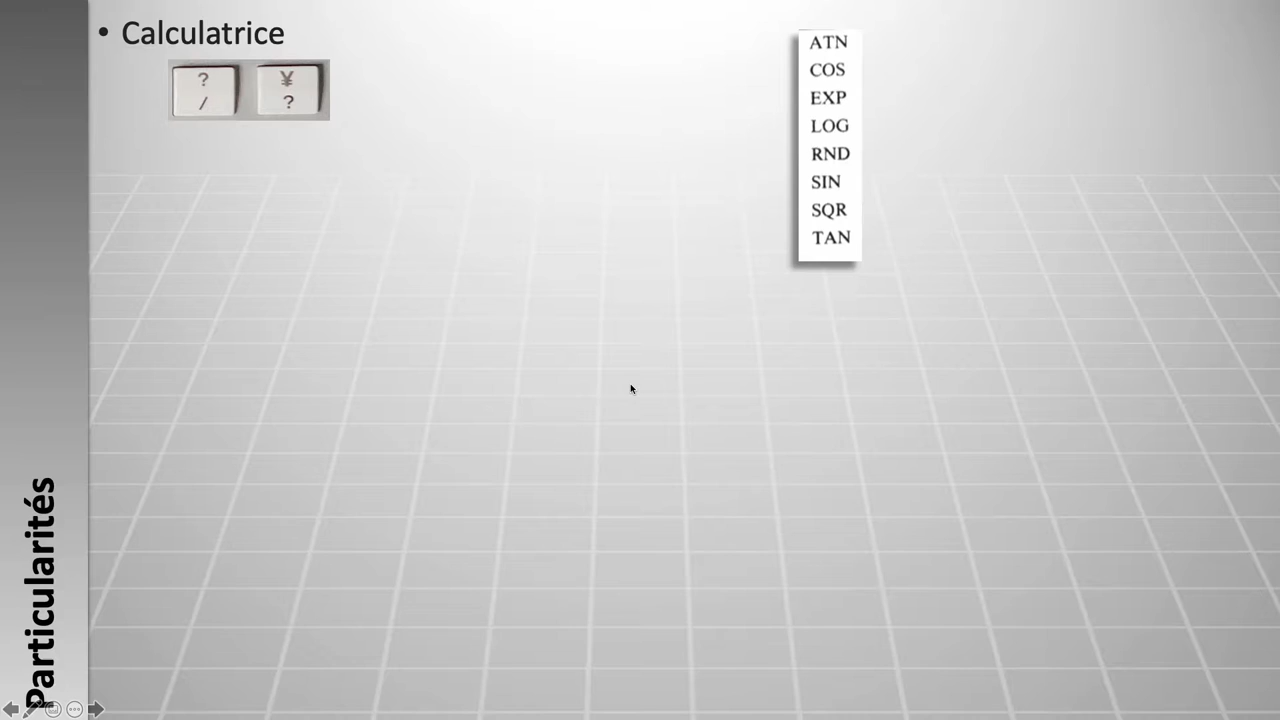 • Calculatrice
? ¥
/ ?
ATN
COS
EXP
LOG
RND
SIN
SQR
TAN
Particularités